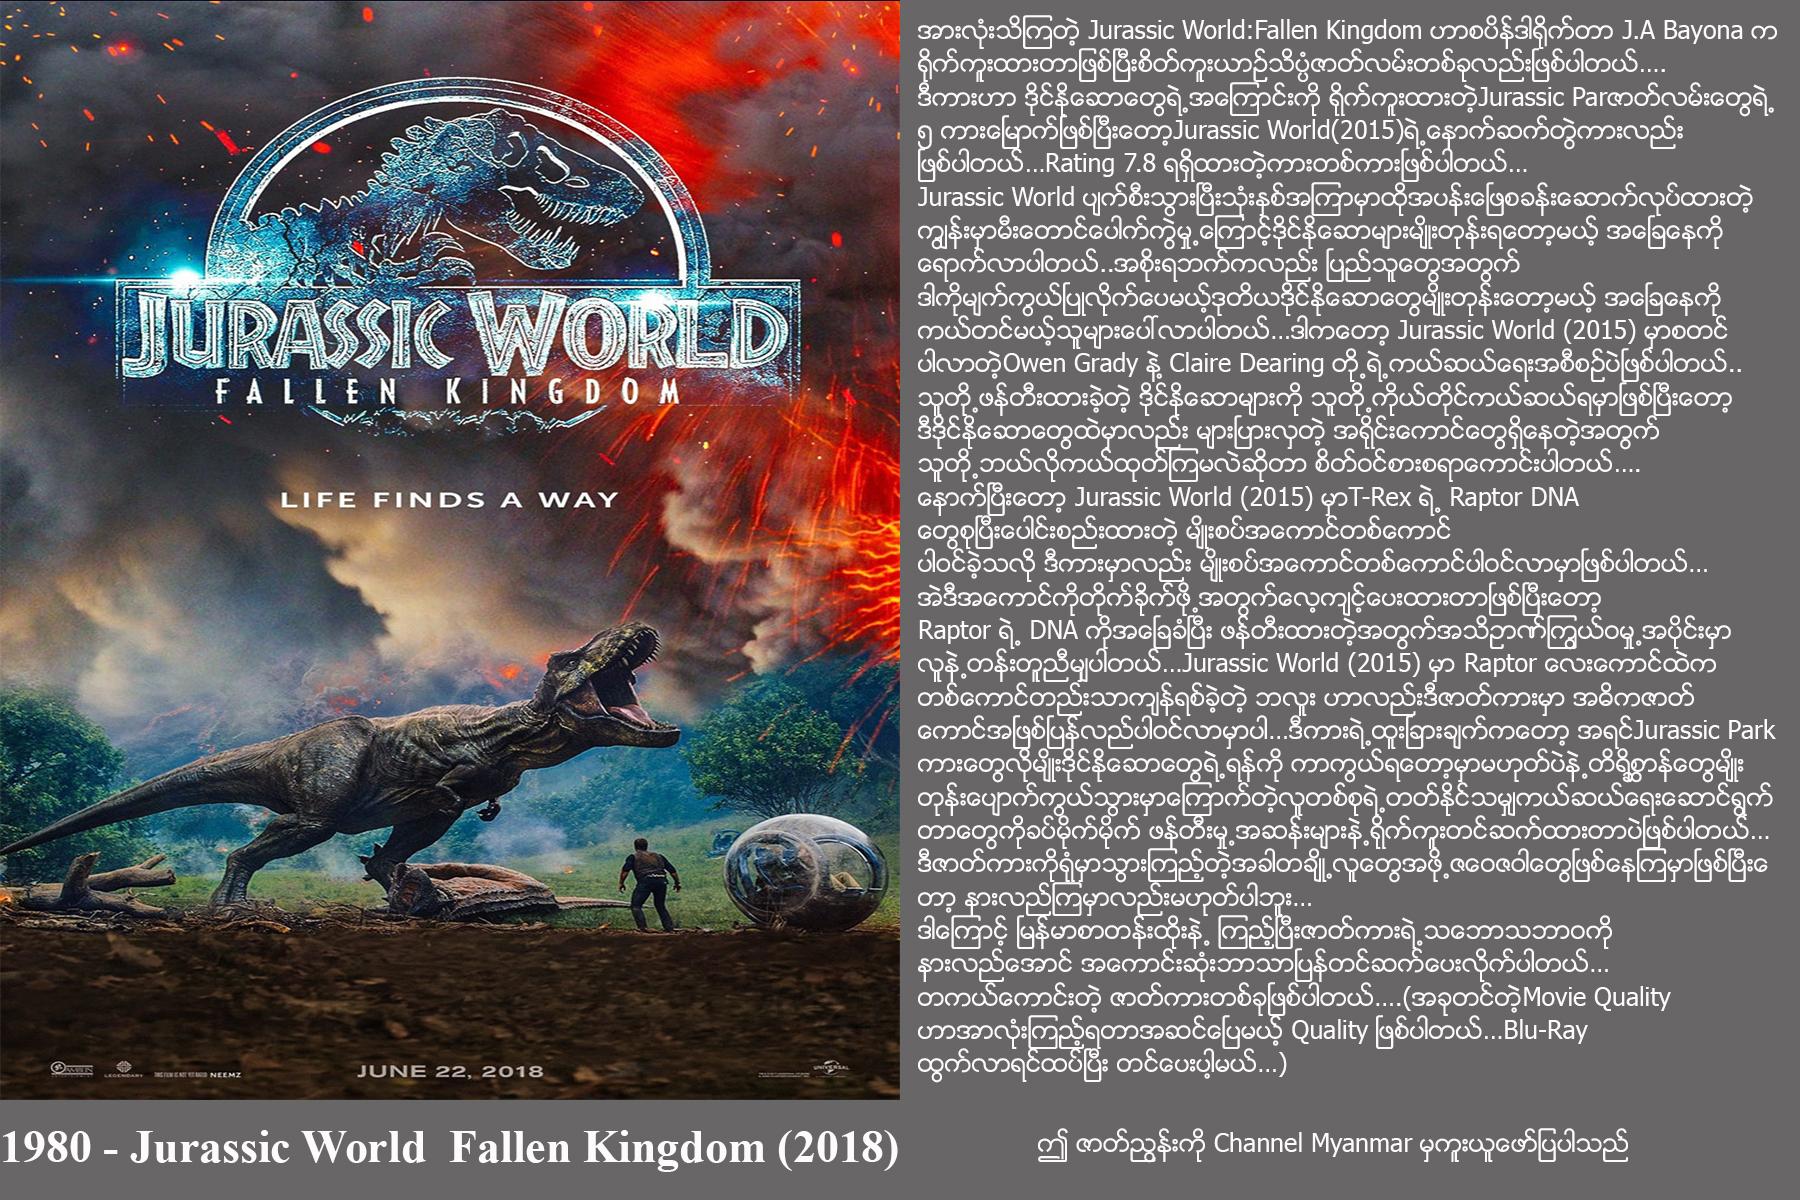 JURASSIC WORLD
FALLEN KINGDOM
LIFE FINDS A WAY
LEGENDARY
THIS FILM IS NOT YET RATED NEEMZ
UNIVERSAL
JUNE 22, 2018
1980 - Jurassic World Fallen Kingdom (2018)
အားလုံးသိကြတဲ့ Jurassic World:Fallen Kingdom ဟာစပိန်ဒါရိုက်တာ J.A Bayona က
ရိုက်ကူးထားတာဖြစ်ပြီးစိတ်ကူးယာဉ်သိပ္ပံဇာတ်လမ်းတစ်ခုလည်းဖြစ်ပါတယ်....
ဒီကားဟာ ဒိုင်နိုဆောတွေရဲ့အကြောင်းကို ရိုက်ကူးထားတဲ့Jurassic Parဇာတ်လမ်းတွေရဲ့
၅ ကားမြောက်ဖြစ်ပြီးတော့Jurassic World(2015)ရဲ့နောက်ဆက်တွဲကားလည်း
ဖြစ်ပါတယ်...Rating 7.8 ရရှိထားတဲ့ကားတစ်ကားဖြစ်ပါတယ်...
Jurassic World ပျက်စီးသွားပြီးသုံးနှစ်အကြာမှာထိုအပန်းဖြေစခန်းဆောက်လုပ်ထားတဲ့
ကျွန်းမှာမီးတောင်ပေါက်ကွဲမှု့ကြောင့်ဒိုင်နိုဆောများမျိုးတုန်းရတော့မယ့် အခြေနေကို
ရောက်လာပါတယ်..အစိုးရဘက်ကလည်း ပြည်သူတွေအတွက်
ဒါကိုမျက်ကွယ်ပြုလိုက်ပေမယ့်ဒုတိယဒိုင်နိုဆောတွေမျိုးတုန်းတော့မယ့် အခြေနေကို
ကယ်တင်မယ့်သူများပေါ်လာပါတယ်...ဒါကတော့ Jurassic World (2015) မှာစတင်
ပါလာတဲ့Owen Grady နဲ့ Claire Dearing တို့ရဲ့ကယ်ဆယ်ရေးအစီစဉ်ပဲဖြစ်ပါတယ်..
သူတို့ဖန်တီးထားခဲ့တဲ့ ဒိုင်နိုဆောများကို သူတို့ကိုယ်တိုင်ကယ်ဆယ်ရမှာဖြစ်ပြီးတော့
ဒီဒိုင်နိုဆောတွေထဲမှာလည်း များပြားလှတဲ့ အရိုင်းကောင်တွေရှိနေတဲ့အတွက်
သူတို့ဘယ်လိုကယ်ထုတ်ကြမလဲဆိုတာ စိတ်ဝင်စားစရာကောင်းပါတယ်....
နောက်ပြီးတော့ Jurassic World (2015) မှာT-Rex ရဲ့ Raptor DNA
တွေစုပြီးပေါင်းစည်းထားတဲ့ မျိုးစပ်အကောင်တစ်ကောင်
ပါဝင်ခဲ့သလို ဒီကားမှာလည်း မျိုးစပ်အကောင်တစ်ကောင်ပါဝင်လာမှာဖြစ်ပါတယ်...
အဲဒီအကောင်ကိုတိုက်ခိုက်ဖို့အတွက်လေ့ကျင့်ပေးထားတာဖြစ်ပြီးတော့
Raptor ရဲ့ DNA ကိုအခြေခံပြီး ဖန်တီးထားတဲ့အတွက်အသိဉာဏ်ကြွယ်ဝမှု့အပိုင်းမှာ
လူနဲ့တန်းတူညီမျှပါတယ်...Jurassic World (2015) မှာ Raptor လေးကောင်ထဲက
တစ်ကောင်တည်းသာကျန်ရစ်ခဲ့တဲ့ ဘလူး ဟာလည်းဒီဇာတ်ကားမှာ အဓိကဇာတ်
ကောင်အဖြစ်ပြန်လည်ပါဝင်လာမှာပါ...ဒီကားရဲ့ထူးခြားချက်ကတော့ အရင်Jurassic Park
ကားတွေလိုမျိုးဒိုင်နိုဆောတွေရဲ့ရန်ကို ကာကွယ်ရတော့မှာမဟုတ်ပဲနဲ့တိရိစ္ဆာန်တွေမျိုး
တုန်းပျောက်ကွယ်သွားမှာကြောက်တဲ့လူတစ်စုရဲ့တတ်နိုင်သမျှကယ်ဆယ်ရေးဆောင်ရွက်
တာတွေကိုခပ်မိုက်မိုက် ဖန်တီးမှု့အဆန်းများနဲ့ရိုက်ကူးတင်ဆက်ထားတာပဲဖြစ်ပါတယ်...
ဒီဇာတ်ကားကိုရုံမှာသွားကြည့်တဲ့အခါတချို့လူတွေအဖို့ဇဝေဇဝါတွေဖြစ်နေကြမှာဖြစ်ပြီးေ
တာ့ နားလည်ကြမှာလည်းမဟုတ်ပါဘူး...
ဒါကြောင့် မြန်မာစာတန်းထိုးနဲ့ ကြည့်ပြီးဇာတ်ကားရဲ့သဘောသဘာဝကို
နားလည်အောင် အကောင်းဆုံးဘာသာပြန်တင်ဆက်ပေးလိုက်ပါတယ်...
တကယ်ကောင်းတဲ့ ဇာတ်ကားတစ်ခုဖြစ်ပါတယ်....(အခုတင်တဲ့Movie Quality
ဟာအာလုံးကြည့်ရတာအဆင်ပြေမယ့် Quality ဖြစ်ပါတယ်...Blu-Ray
ထွက်လာရင်ထပ်ပြီး တင်ပေးပါ့မယ်...)
ဤ ဇာတ်ညွှန်းကို Channel Myanmar မှကူးယူဖော်ပြပါသည်